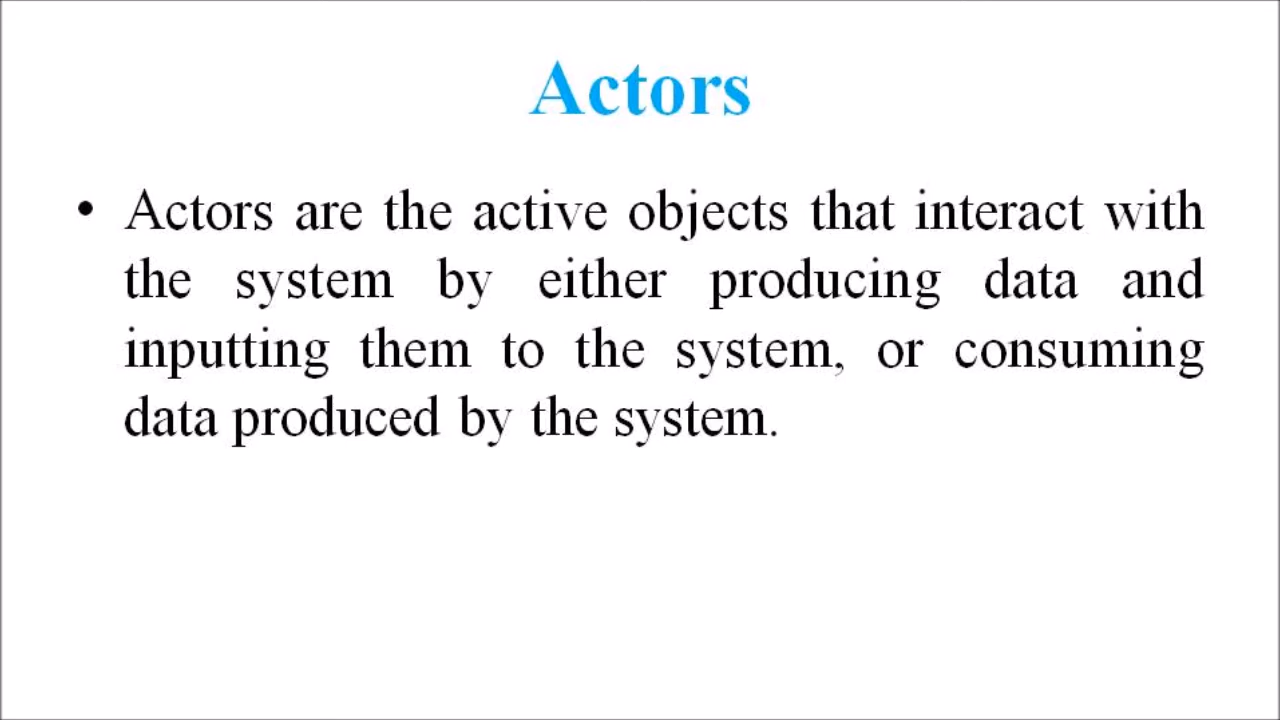 Actors
• Actors are the active objects that interact with
the system by either producing data and
inputting them to the system, or consuming
data produced by the system.